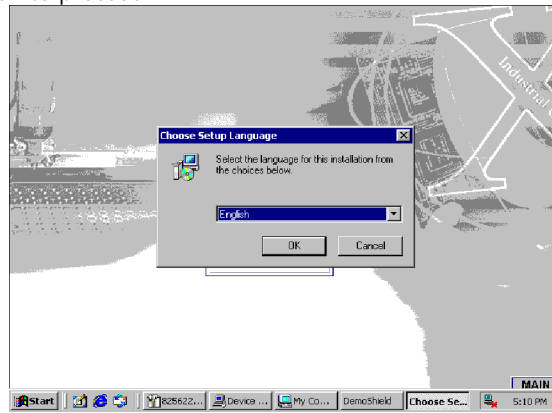 Industrial
Choose Setup Language
Select the language for this installation from
the choices below.
English
OK
Cancel
MAIN
Start
825622...
Device ...
My Co...
DemoShield
Choose Se...
5:10 PM